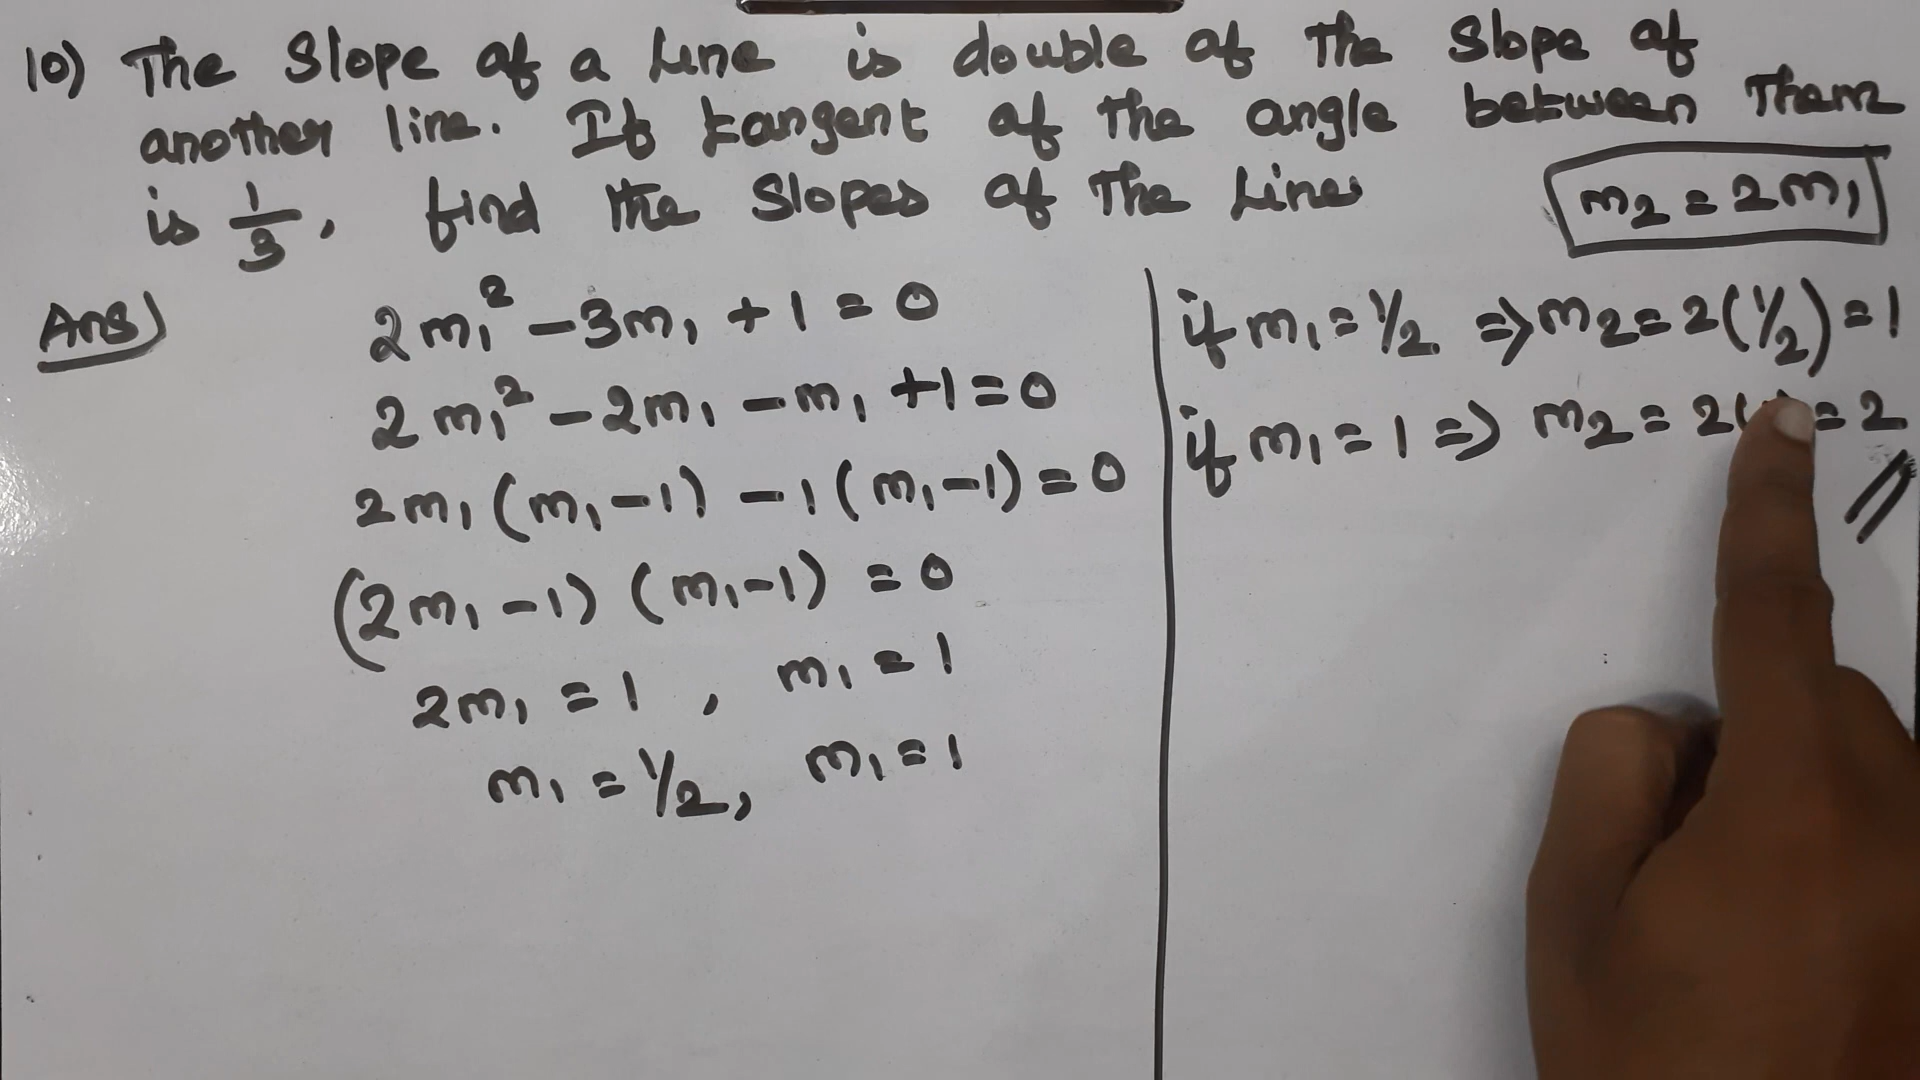 10) The Slope of a Line is double of the Slope of
another line. If tangent of the angle between Them
is 1/3, find the Slopes of The Lines
m₂ = 2m₁
Ans)
2m₁² - 3m₁ + 1 = 0
2m₁² - 2m₁ - m₁ + 1 = 0
2m₁(m₁-1) - 1(m₁-1) = 0
(2m₁-1) (m₁-1) = 0
2m₁ = 1, m₁ = 1
m₁ = 1/2, m₁ = 1
if m₁ = 1/2 ⇒ m₂ = 2(1/2) = 1
if m₁ = 1 ⇒ m₂ = 2( = 2